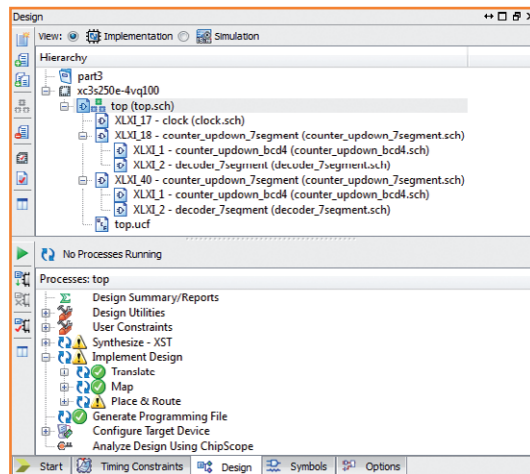 Design
View: Implementation Simulation
Hierarchy
part3
xc3s250e-4vq100
top (top.sch)
XLXI_17 - clock (clock.sch)
XLXI_18 - counter_updown_7segment (counter_updown_7segment.sch)
XLXI_1 - counter_updown_bcd4 (counter_updown_bcd4.sch)
XLXI_2 - decoder_7segment (decoder_7segment.sch)
XLXI_40 - counter_updown_7segment (counter_updown_7segment.sch)
XLXI_1 - counter_updown_bcd4 (counter_updown_bcd4.sch)
XLXI_2 - decoder_7segment (decoder_7segment.sch)
top.ucf
No Processes Running
Processes: top
Design Summary/Reports
Design Utilities
User Constraints
Synthesize - XST
Implement Design
Translate
Map
Place & Route
Generate Programming File
Configure Target Device
Analyze Design Using ChipScope
Start Timing Constraints Design Symbols Options